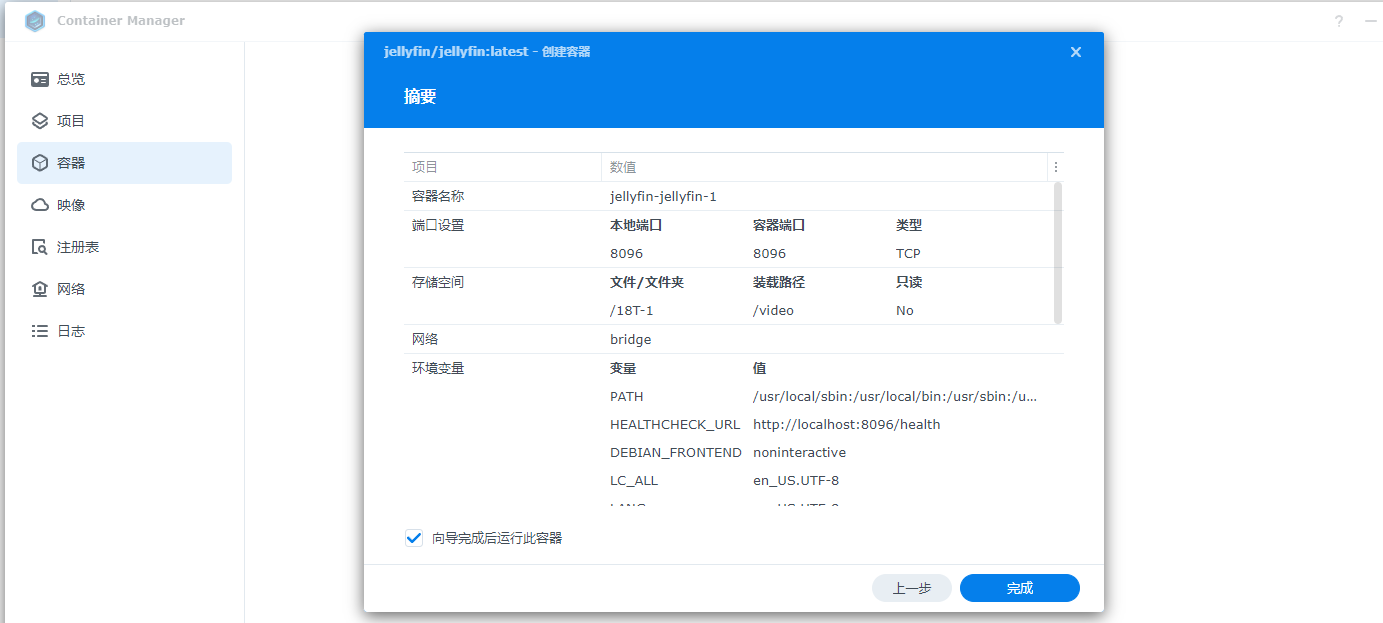 Container Manager
?
总览
项目
容器
映像
注册表
网络
日志
jellyfin/jellyfin:latest - 创建容器
摘要
项目 数值
容器名称 jellyfin-jellyfin-1
端口设置 本地端口 容器端口 类型
8096 8096 TCP
存储空间 文件/文件夹 装载路径 只读
/18T-1 /video No
网络 bridge
环境变量 变量 值
PATH /usr/local/sbin:/usr/local/bin:/usr/sbin:/u...
HEALTHCHECK_URL http://localhost:8096/health
DEBIAN_FRONTEND noninteractive
LC_ALL en_US.UTF-8
向导完成后运行此容器
上一步 完成